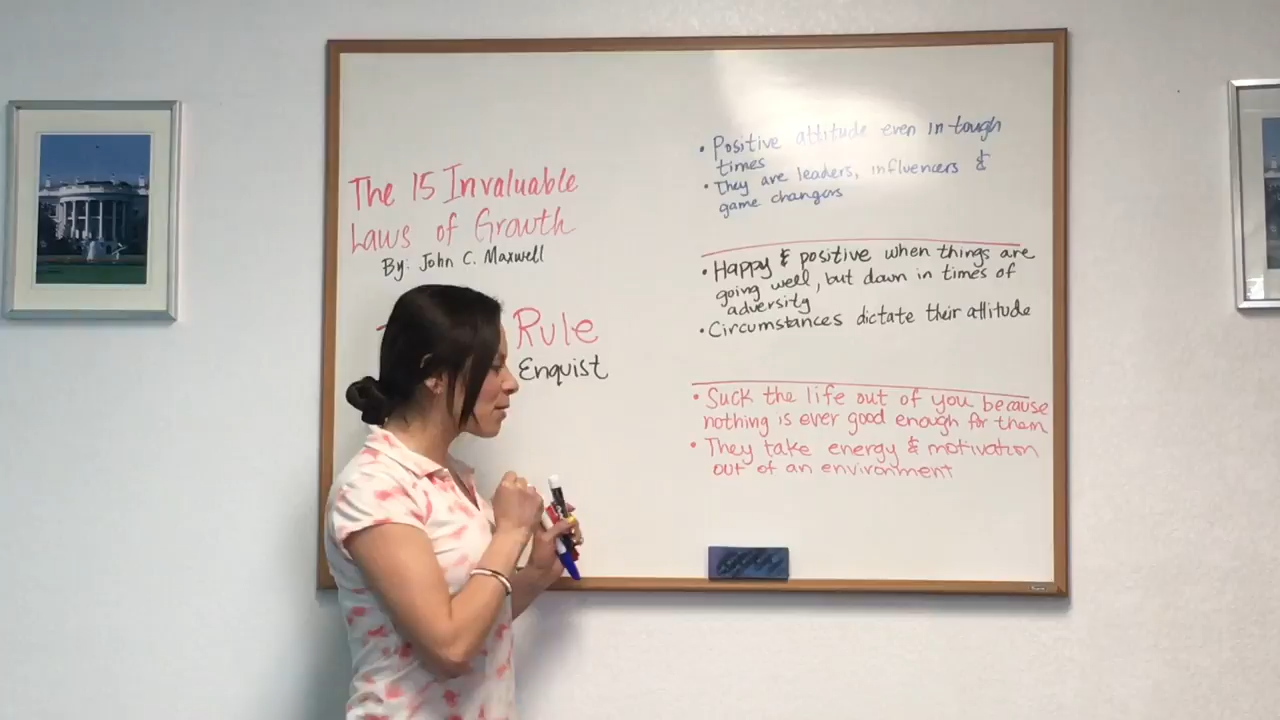 The 15 Invaluable
Laws of Growth
By: John C. Maxwell
Rule
Enquist
• Positive attitude even in tough
times
• They are leaders, influencers &
game changers
• Happy & positive when things are
going well, but down in times of
adversity
• Circumstances dictate their attitude
• Suck the life out of you because
nothing is ever good enough for them
• They take energy & motivation
out of an environment